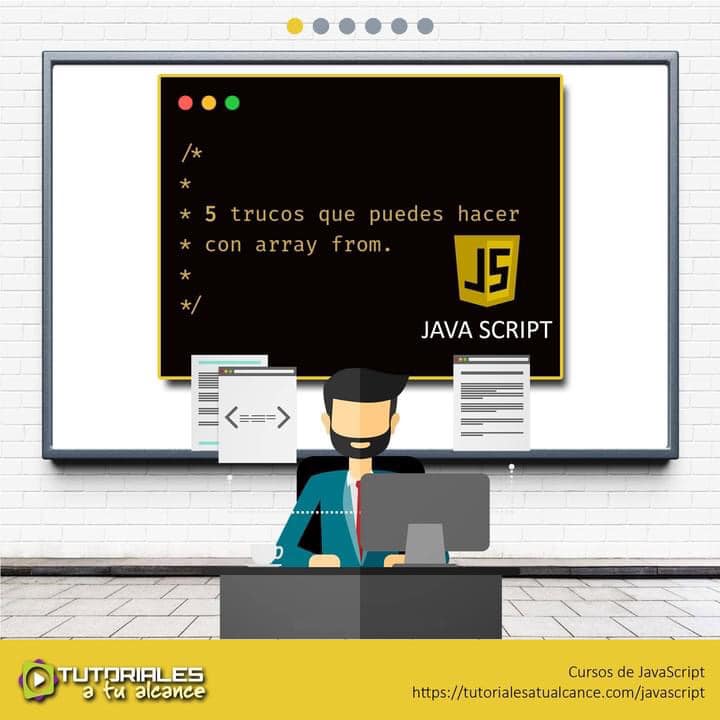 /*
*
* 5 trucos que puedes hacer
* con array from.
*
*/
JS
JAVA SCRIPT
< ---- >
TUTORIALES
a tu alcance
Cursos de JavaScript
https://tutorialesatualcance.com/javascript